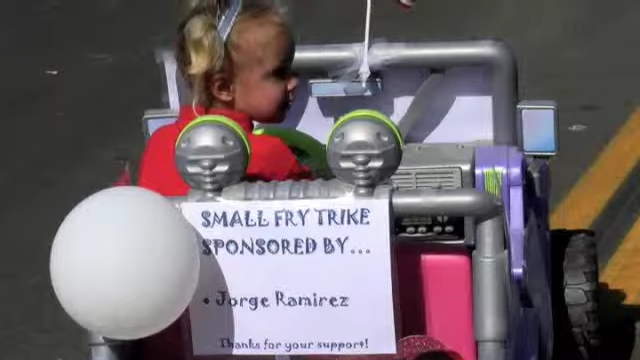 SMALL FRY TRIKE
SPONSORED BY...
• Jorge Ramirez
Thanks for your support!